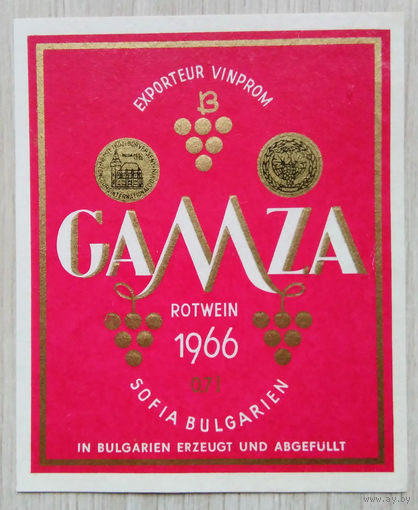 EXPORTEUR VINPROM
B
GAMZA
ROTWEIN
1966
0,7 l
SOFIA BULGARIEN
IN BULGARIEN ERZEUGT UND ABGEFÜLLT
www.ay.by